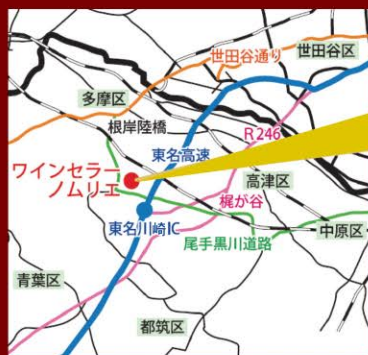 世田谷通り
世田谷区
多摩区
根岸陸橋
R246
東名高速
ワインセラー
ノムリエ
高津区
梶が谷
東名川崎IC
中原区
尾手黒川道路
青葉区
都筑区